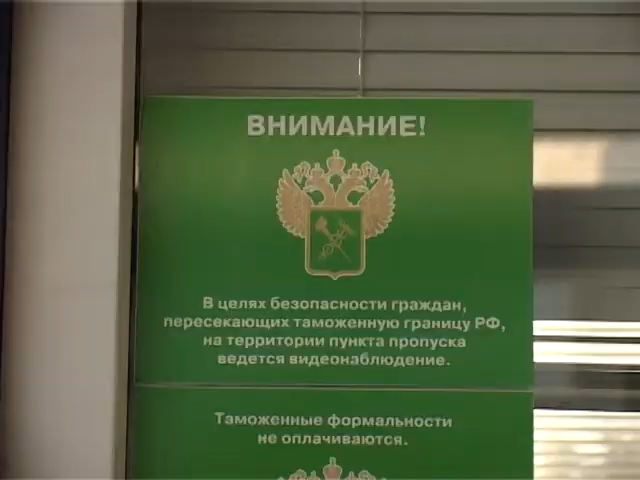 ВНИМАНИЕ!
В целях безопасности граждан,
пересекающих таможенную границу РФ,
на территории пункта пропуска
ведется видеонаблюдение.
Таможенные формальности
не оплачиваются.